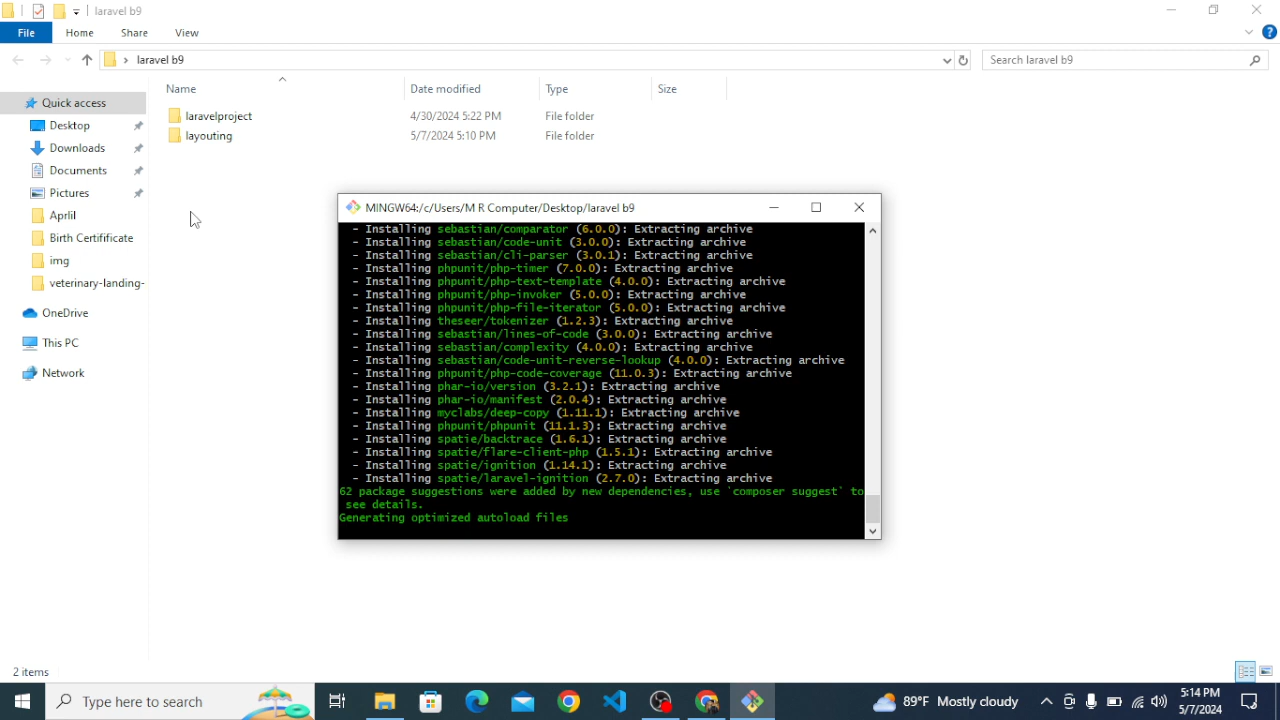 laravel b9
File Home Share View
laravel b9
Search laravel b9
Name Date modified Type Size
Quick access
laravelproject 4/30/2024 5:22 PM File folder
Desktop
layouting 5/7/2024 5:10 PM File folder
Downloads
Documents
Pictures
Aprlil
Birth Certififcate
img
veterinary-landing-
OneDrive
This PC
Network
MINGW64:/c/Users/M R Computer/Desktop/laravel b9
- Installing sebastian/comparator (6.0.0): Extracting archive
- Installing sebastian/code-unit (3.0.0): Extracting archive
- Installing sebastian/cli-parser (3.0.1): Extracting archive
- Installing phpunit/php-timer (7.0.0): Extracting archive
- Installing phpunit/php-text-template (4.0.0): Extracting archive
- Installing phpunit/php-invoker (5.0.0): Extracting archive
- Installing phpunit/php-file-iterator (5.0.0): Extracting archive
- Installing theseer/tokenizer (1.2.3): Extracting archive
- Installing sebastian/lines-of-code (3.0.0): Extracting archive
- Installing sebastian/complexity (4.0.0): Extracting archive
- Installing sebastian/code-unit-reverse-lookup (4.0.0): Extracting archive
- Installing phpunit/php-code-coverage (11.0.3): Extracting archive
- Installing phar-io/version (3.2.1): Extracting archive
- Installing phar-io/manifest (2.0.4): Extracting archive
- Installing myclabs/deep-copy (1.11.1): Extracting archive
- Installing phpunit/phpunit (11.1.3): Extracting archive
- Installing spatie/backtrace (1.6.1): Extracting archive
- Installing spatie/flare-client-php (1.5.1): Extracting archive
- Installing spatie/ignition (1.14.1): Extracting archive
- Installing spatie/laravel-ignition (2.7.0): Extracting archive
62 package suggestions were added by new dependencies, use `composer suggest` to
see details.
Generating optimized autoload files
2 items
Type here to search
89°F Mostly cloudy
5:14 PM
5/7/2024